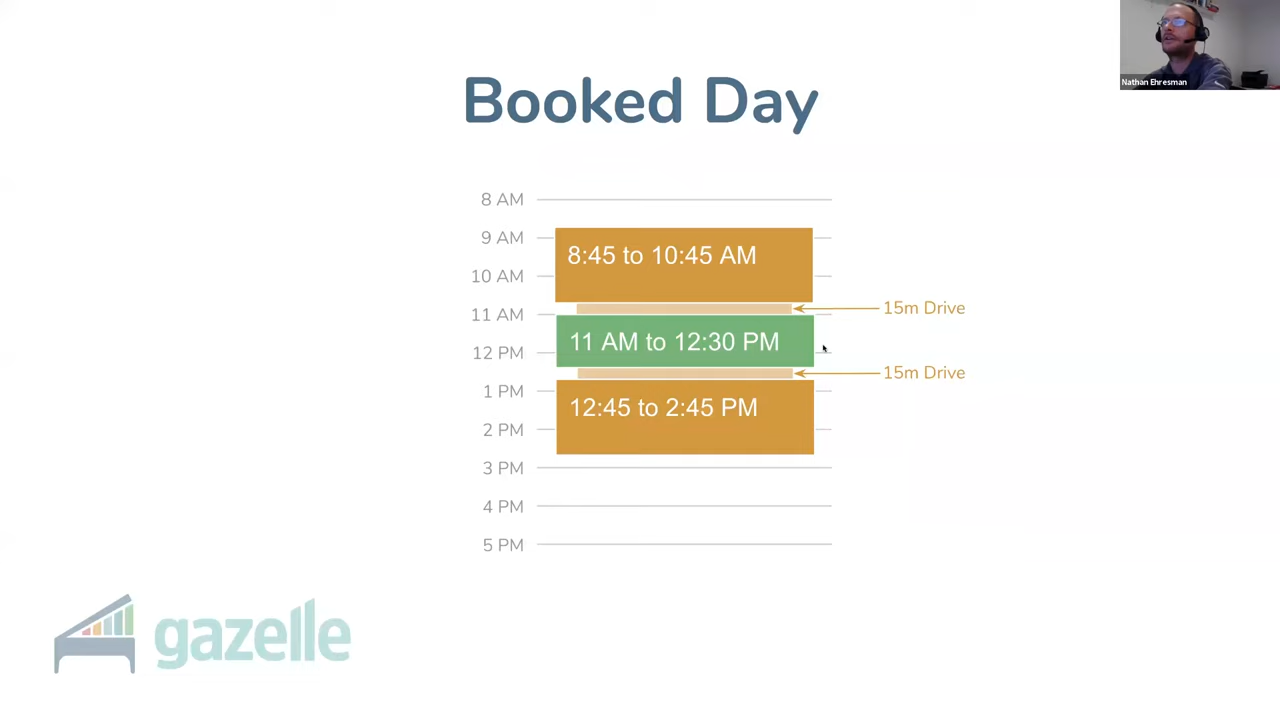 Nathan Ehresman
Booked Day
8 AM
9 AM
8:45 to 10:45 AM
10 AM
15m Drive
11 AM
11 AM to 12:30 PM
12 PM
15m Drive
1 PM
12:45 to 2:45 PM
2 PM
3 PM
4 PM
5 PM
gazelle